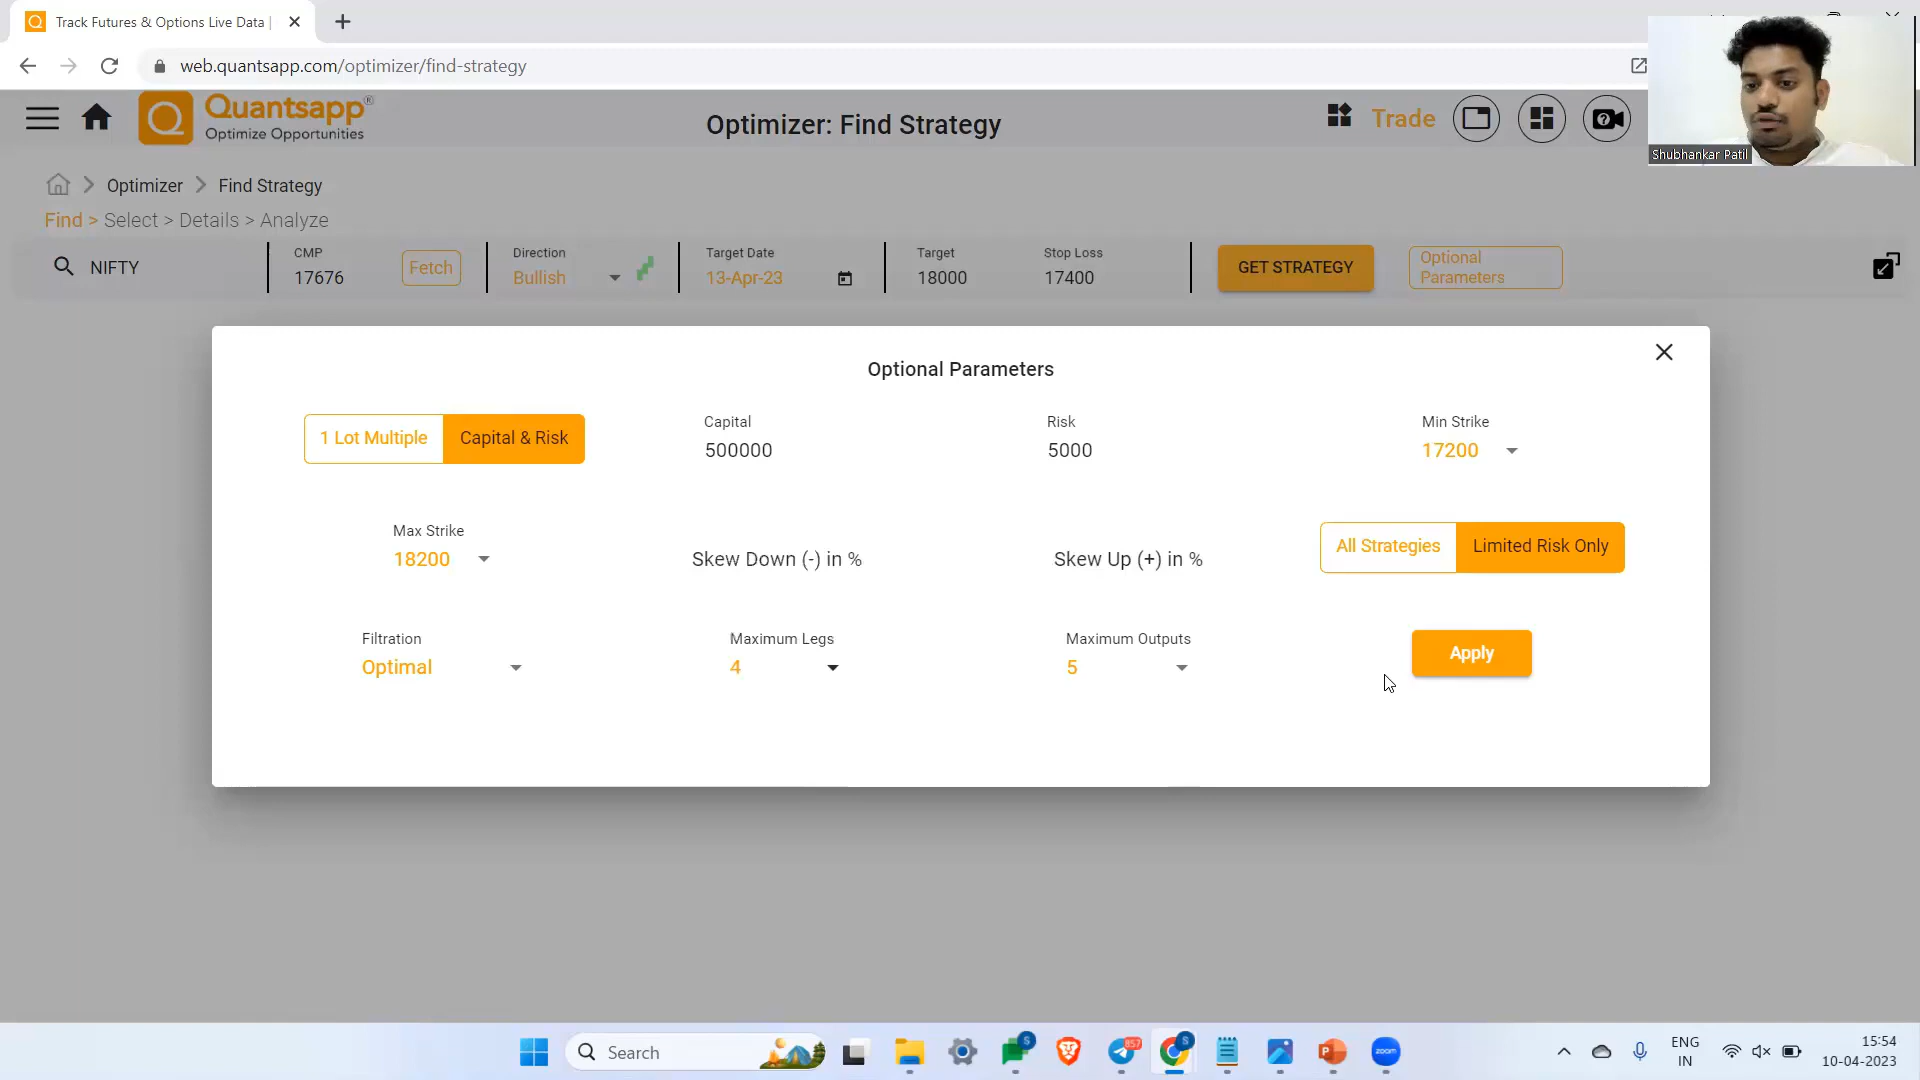 Track Futures & Options Live Data |
web.quantsapp.com/optimizer/find-strategy
Quantsapp®
Optimize Opportunities
Optimizer: Find Strategy
Trade
Shubhankar Patil
Optimizer > Find Strategy
Find > Select > Details > Analyze
NIFTY
CMP
17676
Fetch
Direction
Bullish
Target Date
13-Apr-23
Target
18000
Stop Loss
17400
GET STRATEGY
Optional
Parameters
Optional Parameters
1 Lot Multiple
Capital & Risk
Capital
500000
Risk
5000
Min Strike
17200
Max Strike
18200
Skew Down (-) in %
Skew Up (+) in %
All Strategies
Limited Risk Only
Filtration
Optimal
Maximum Legs
4
Maximum Outputs
5
Apply
Search
S
857
S
zoom
ENG
IN
15:54
10-04-2023